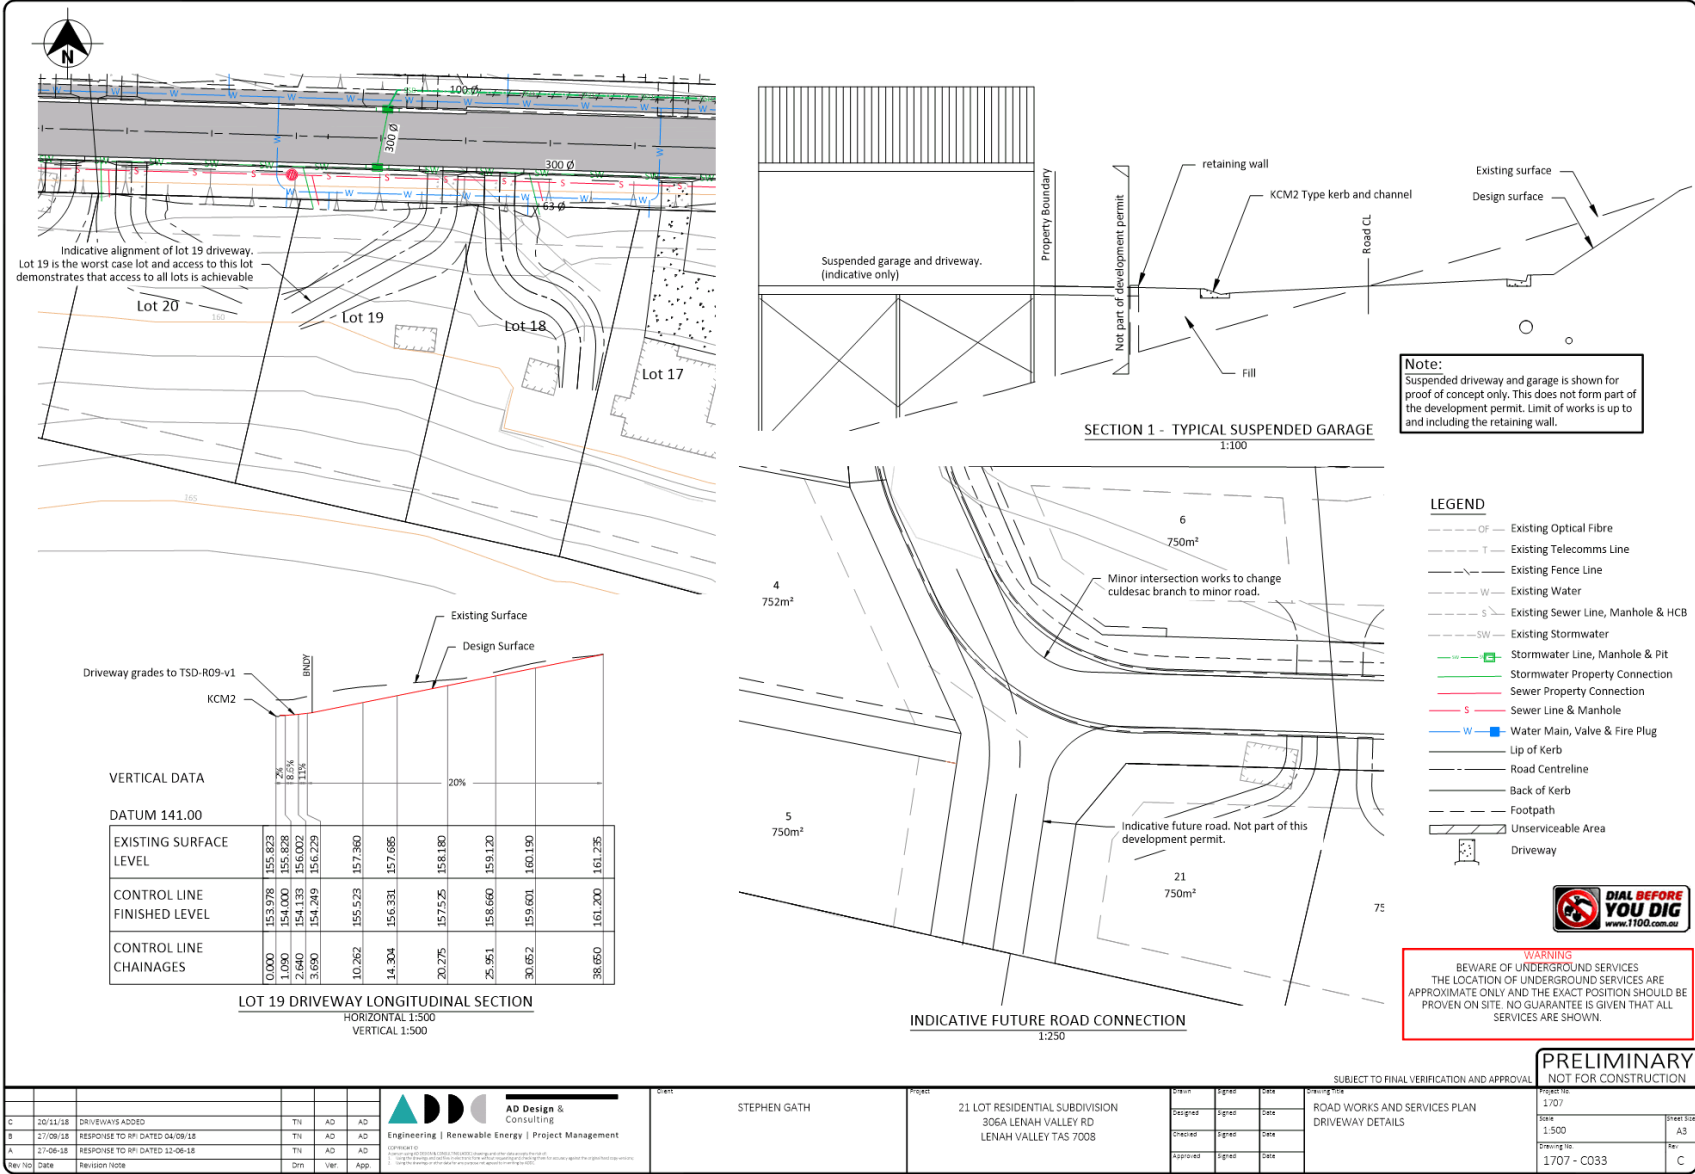 N
W W W W W W W W W W W
100 Ø
300 Ø
300 Ø
SW SW SW SW SW SW SW
S S S S S S S
W W W W W W
63 Ø
Indicative alignment of lot 19 driveway.
Lot 19 is the worst case lot and access to this lot
demonstrates that access to all lots is achievable
Lot 20
160
Lot 19
Lot 18
Lot 17
165
Suspended garage and driveway.
(indicative only)
Property Boundary
Not part of development permit
retaining wall
KCM2 Type kerb and channel
Road CL
Existing surface
Design surface
Fill
SECTION 1 - TYPICAL SUSPENDED GARAGE
1:100
Note:
Suspended driveway and garage is shown for
proof of concept only. This does not form part of
the development permit. Limit of works is up to
and including the retaining wall.
Existing Surface
Design Surface
Driveway grades to TSD-R09-v1
KCM2
BNDY
2%
8.6%
11%
20%
VERTICAL DATA
DATUM 141.00
EXISTING SURFACE LEVEL
155.823 155.828 156.002 156.229 157.360 157.685 158.180 159.120 160.190 161.235
CONTROL LINE FINISHED LEVEL
153.978 154.000 154.133 154.249 155.523 156.331 157.525 158.660 159.601 161.200
CONTROL LINE CHAINAGES
0.000 1.090 2.640 3.690 10.262 14.304 20.275 25.951 30.652 38.650
LOT 19 DRIVEWAY LONGITUDINAL SECTION
HORIZONTAL 1:500
VERTICAL 1:500
6
750m²
4
752m²
Minor intersection works to change
culdesac branch to minor road.
5
750m²
Indicative future road. Not part of this
development permit.
21
750m²
75
INDICATIVE FUTURE ROAD CONNECTION
1:250
LEGEND
OF Existing Optical Fibre
T Existing Telecomms Line
Existing Fence Line
W Existing Water
S Existing Sewer Line, Manhole & HCB
SW Existing Stormwater
Stormwater Line, Manhole & Pit
Stormwater Property Connection
Sewer Property Connection
S Sewer Line & Manhole
W Water Main, Valve & Fire Plug
Lip of Kerb
Road Centreline
Back of Kerb
Footpath
Unserviceable Area
Driveway
DIAL BEFORE
YOU DIG
www.1100.com.au
WARNING
BEWARE OF UNDERGROUND SERVICES
THE LOCATION OF UNDERGROUND SERVICES ARE
APPROXIMATE ONLY AND THE EXACT POSITION SHOULD BE
PROVEN ON SITE. NO GUARANTEE IS GIVEN THAT ALL
SERVICES ARE SHOWN.
SUBJECT TO FINAL VERIFICATION AND APPROVAL
PRELIMINARY
NOT FOR CONSTRUCTION
C 20/11/18 DRIVEWAYS ADDED TN AD AD
B 27/09/18 RESPONSE TO RFI DATED 04/09/18 TN AD AD
A 27-06-18 RESPONSE TO RFI DATED 12-06-18 TN AD AD
Rev No Date Revision Note Drn Ver. App.
AD Design &
Consulting
Engineering | Renewable Energy | Project Management
COPYRIGHT ©
Client
STEPHEN GATH
Project
21 LOT RESIDENTIAL SUBDIVISION
306A LENAH VALLEY RD
LENAH VALLEY TAS 7008
Drawn Signed Date
Designed Signed Date
Checked Signed Date
Approved Signed Date
Drawing Title
ROAD WORKS AND SERVICES PLAN
DRIVEWAY DETAILS
Project No.
1707
Scale
1:500
Sheet Size
A3
Drawing No.
1707 - C033
Rev
C